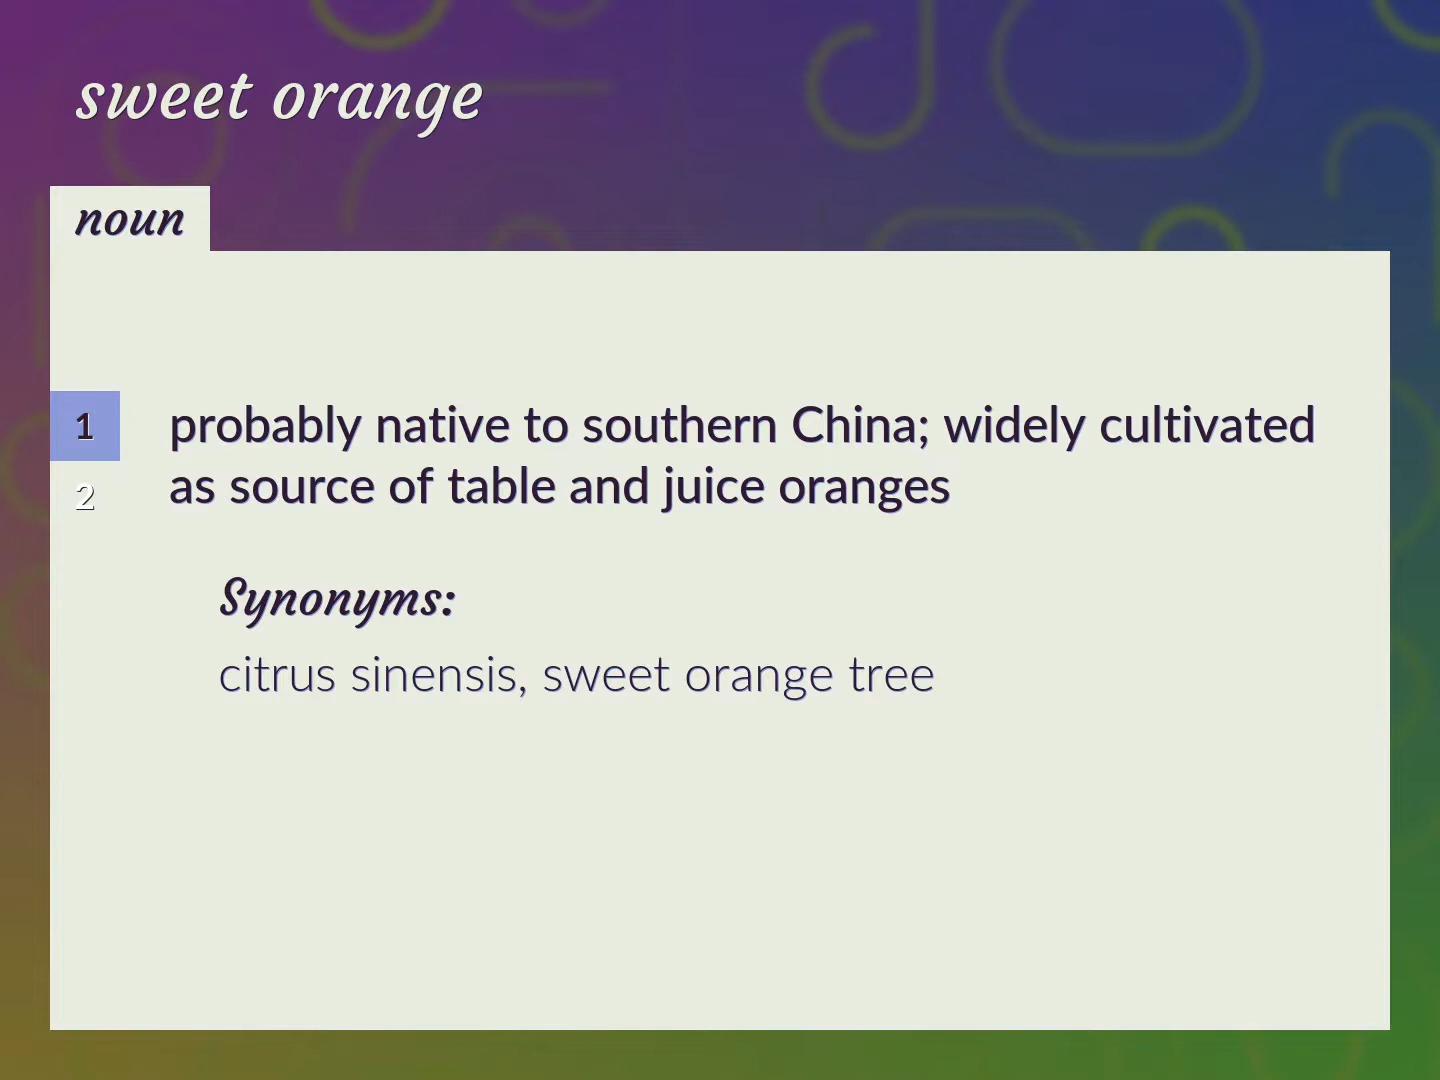 sweet orange
noun
1
probably native to southern China; widely cultivated
as source of table and juice oranges
2
Synonyms:
citrus sinensis, sweet orange tree